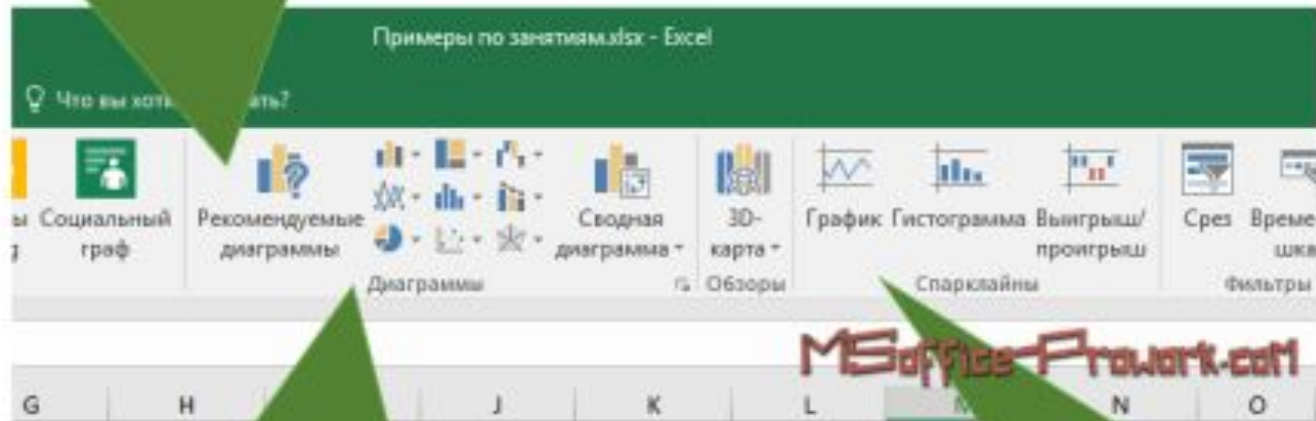 Примеры по занятиям.xlsx - Excel
Что вы
Социальный граф
Рекомендуемые диаграммы
Сводная диаграмма
3D-карта
График
Гистограмма
Выигрыш/проигрыш
Срез
Диаграммы
Обзоры
Спарклайны
Фильтры
MSoffice-Prowork.com
G H J K L M N O